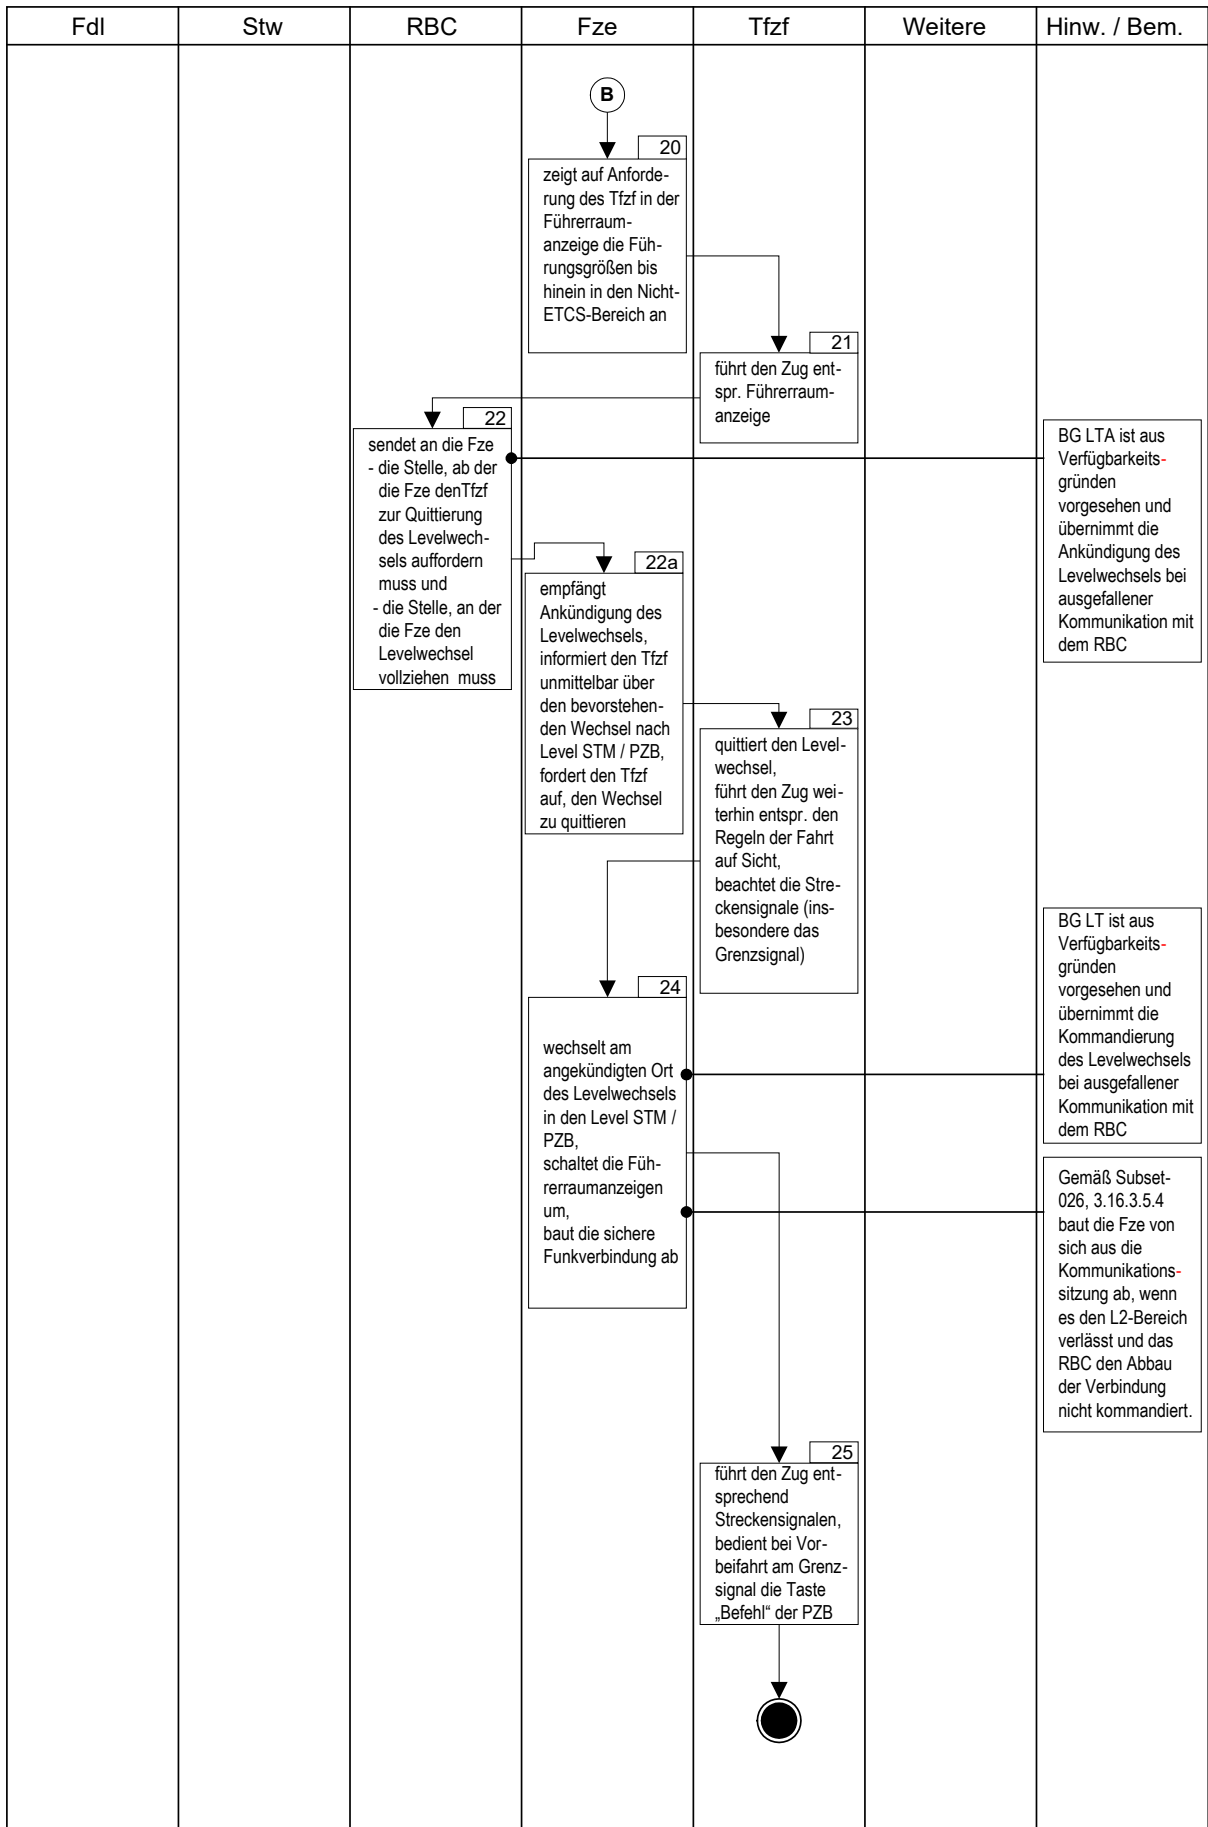 Fdl
Stw
RBC
Fze
Tfzf
Weitere
Hinw. / Bem.
B
20
zeigt auf Anforde-
rung des Tfzf in der
Führerraum-
anzeige die Füh-
rungsgrößen bis
hinein in den Nicht-
ETCS-Bereich an
21
führt den Zug ent-
spr. Führerraum-
anzeige
22
sendet an die Fze
- die Stelle, ab der
die Fze denTfzf
zur Quittierung
des Levelwech-
sels auffordern
muss und
- die Stelle, an der
die Fze den
Levelwechsel
vollziehen muss
BG LTA ist aus
Verfügbarkeits-
gründen
vorgesehen und
übernimmt die
Ankündigung des
Levelwechsels bei
ausgefallener
Kommunikation mit
dem RBC
22a
empfängt
Ankündigung des
Levelwechsels,
informiert den Tfzf
unmittelbar über
den bevorstehen-
den Wechsel nach
Level STM / PZB,
fordert den Tfzf
auf, den Wechsel
zu quittieren
23
quittiert den Level-
wechsel,
führt den Zug wei-
terhin entspr. den
Regeln der Fahrt
auf Sicht,
beachtet die Stre-
ckensignale (ins-
besondere das
Grenzsignal)
24
wechselt am
angekündigten Ort
des Levelwechsels
in den Level STM /
PZB,
schaltet die Füh-
rerraumanzeigen
um,
baut die sichere
Funkverbindung ab
BG LT ist aus
Verfügbarkeits-
gründen
vorgesehen und
übernimmt die
Kommandierung
des Levelwechsels
bei ausgefallener
Kommunikation mit
dem RBC
Gemäß Subset-
026, 3.16.3.5.4
baut die Fze von
sich aus die
Kommunikations-
sitzung ab, wenn
es den L2-Bereich
verlässt und das
RBC den Abbau
der Verbindung
nicht kommandiert.
25
führt den Zug ent-
sprechend
Streckensignalen,
bedient bei Vor-
beifahrt am Grenz-
signal die Taste
„Befehl“ der PZB